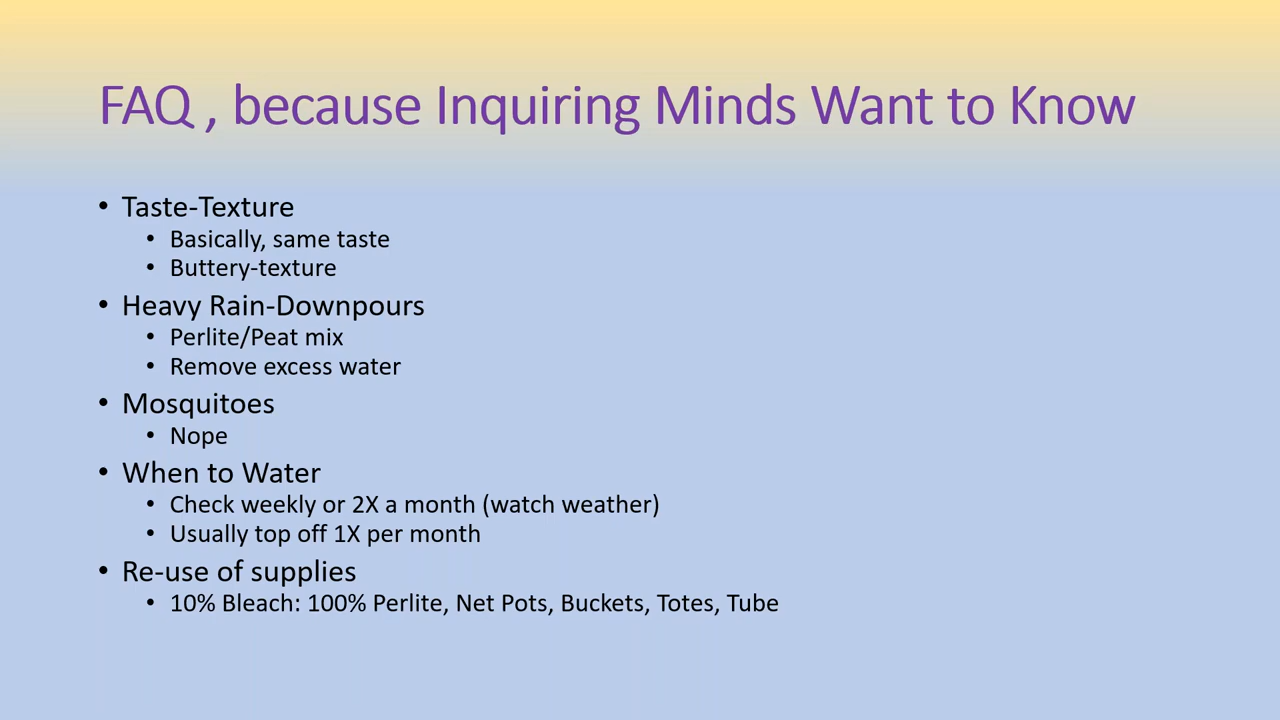 FAQ , because Inquiring Minds Want to Know
• Taste-Texture
• Basically, same taste
• Buttery-texture
• Heavy Rain-Downpours
• Perlite/Peat mix
• Remove excess water
• Mosquitoes
• Nope
• When to Water
• Check weekly or 2X a month (watch weather)
• Usually top off 1X per month
• Re-use of supplies
• 10% Bleach: 100% Perlite, Net Pots, Buckets, Totes, Tube